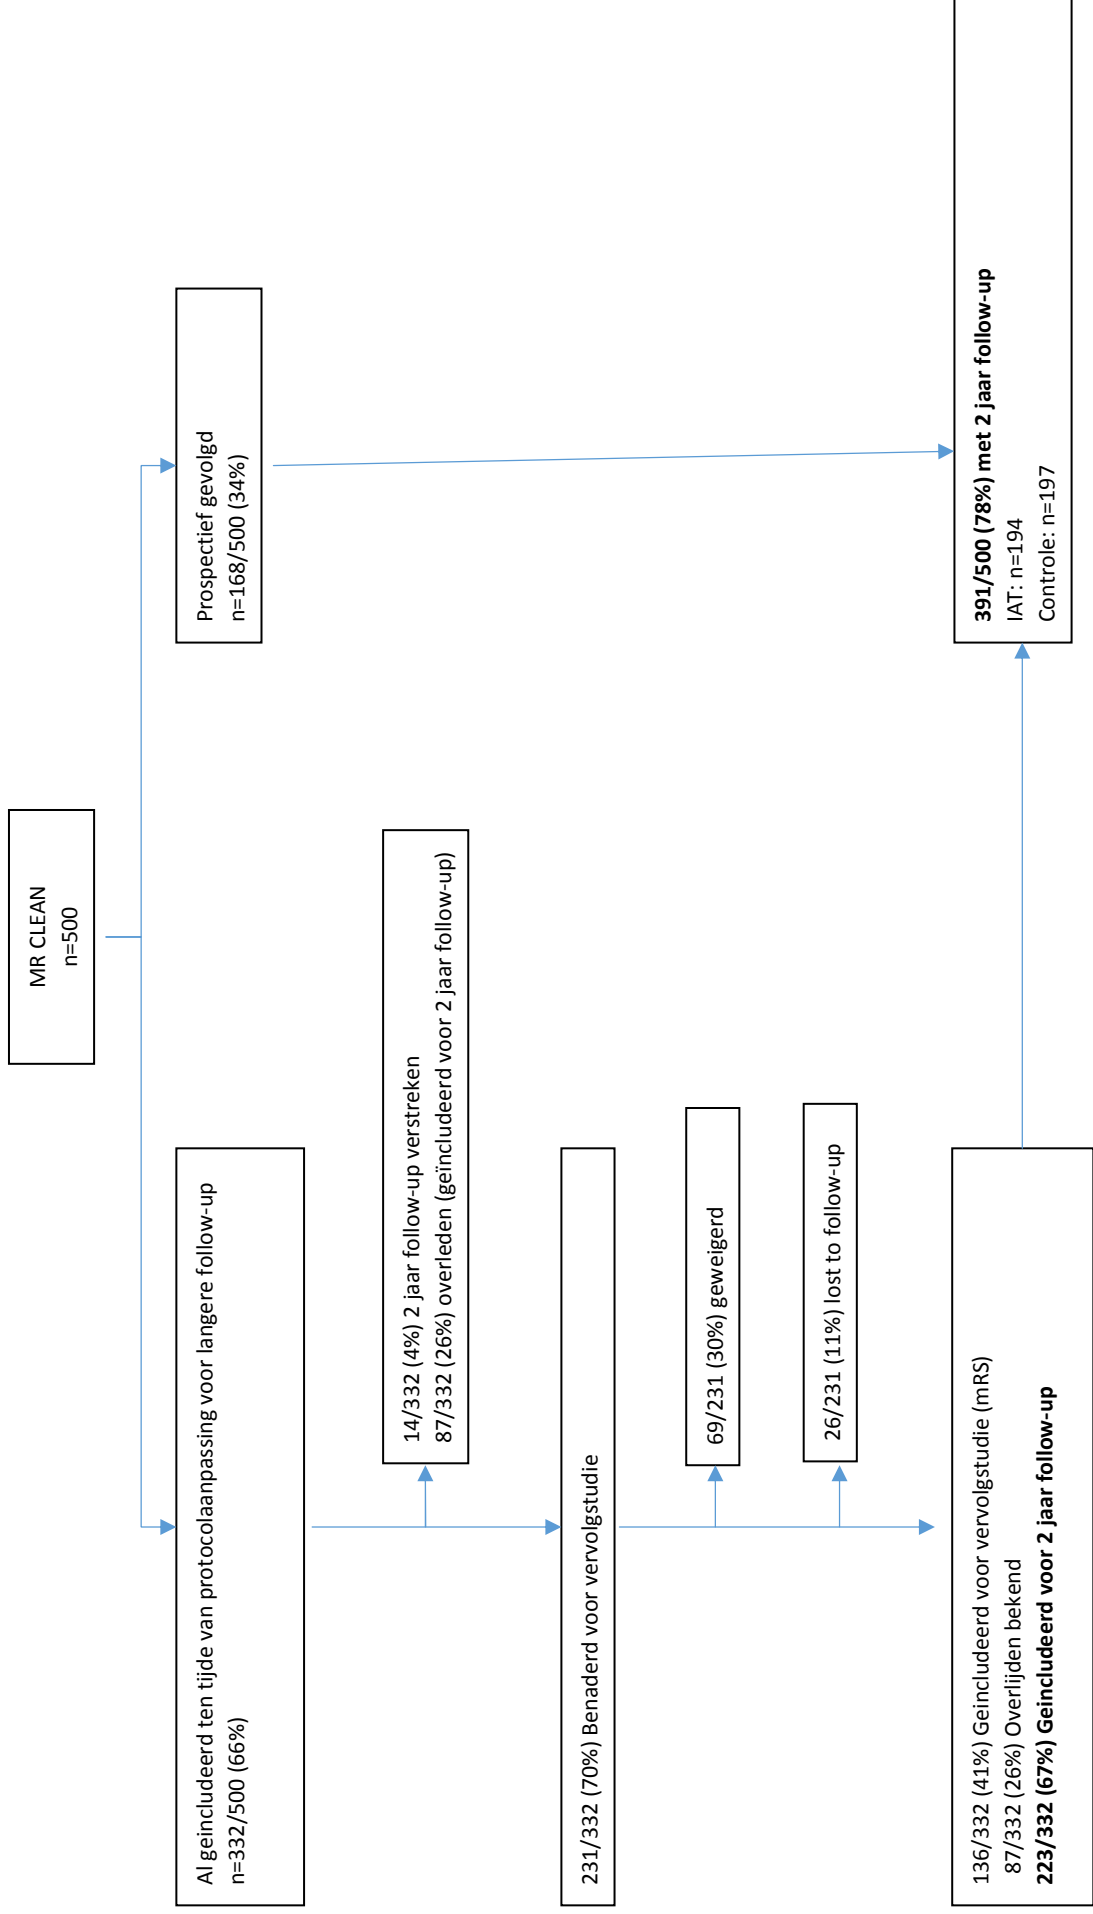 MR CLEAN
n=500
Al geincludeerd ten tijde van protocolaanpassing voor langere follow-up
n=332/500 (66%)
Prospectief gevolgd
n=168/500 (34%)
14/332 (4%) 2 jaar follow-up verstreken
87/332 (26%) overleden (geïncludeerd voor 2 jaar follow-up)
231/332 (70%) Benaderd voor vervolgstudie
69/231 (30%) geweigerd
26/231 (11%) lost to follow-up
136/332 (41%) Geincludeerd voor vervolgstudie (mRS)
87/332 (26%) Overlijden bekend
223/332 (67%) Geincludeerd voor 2 jaar follow-up
391/500 (78%) met 2 jaar follow-up
IAT: n=194
Controle: n=197